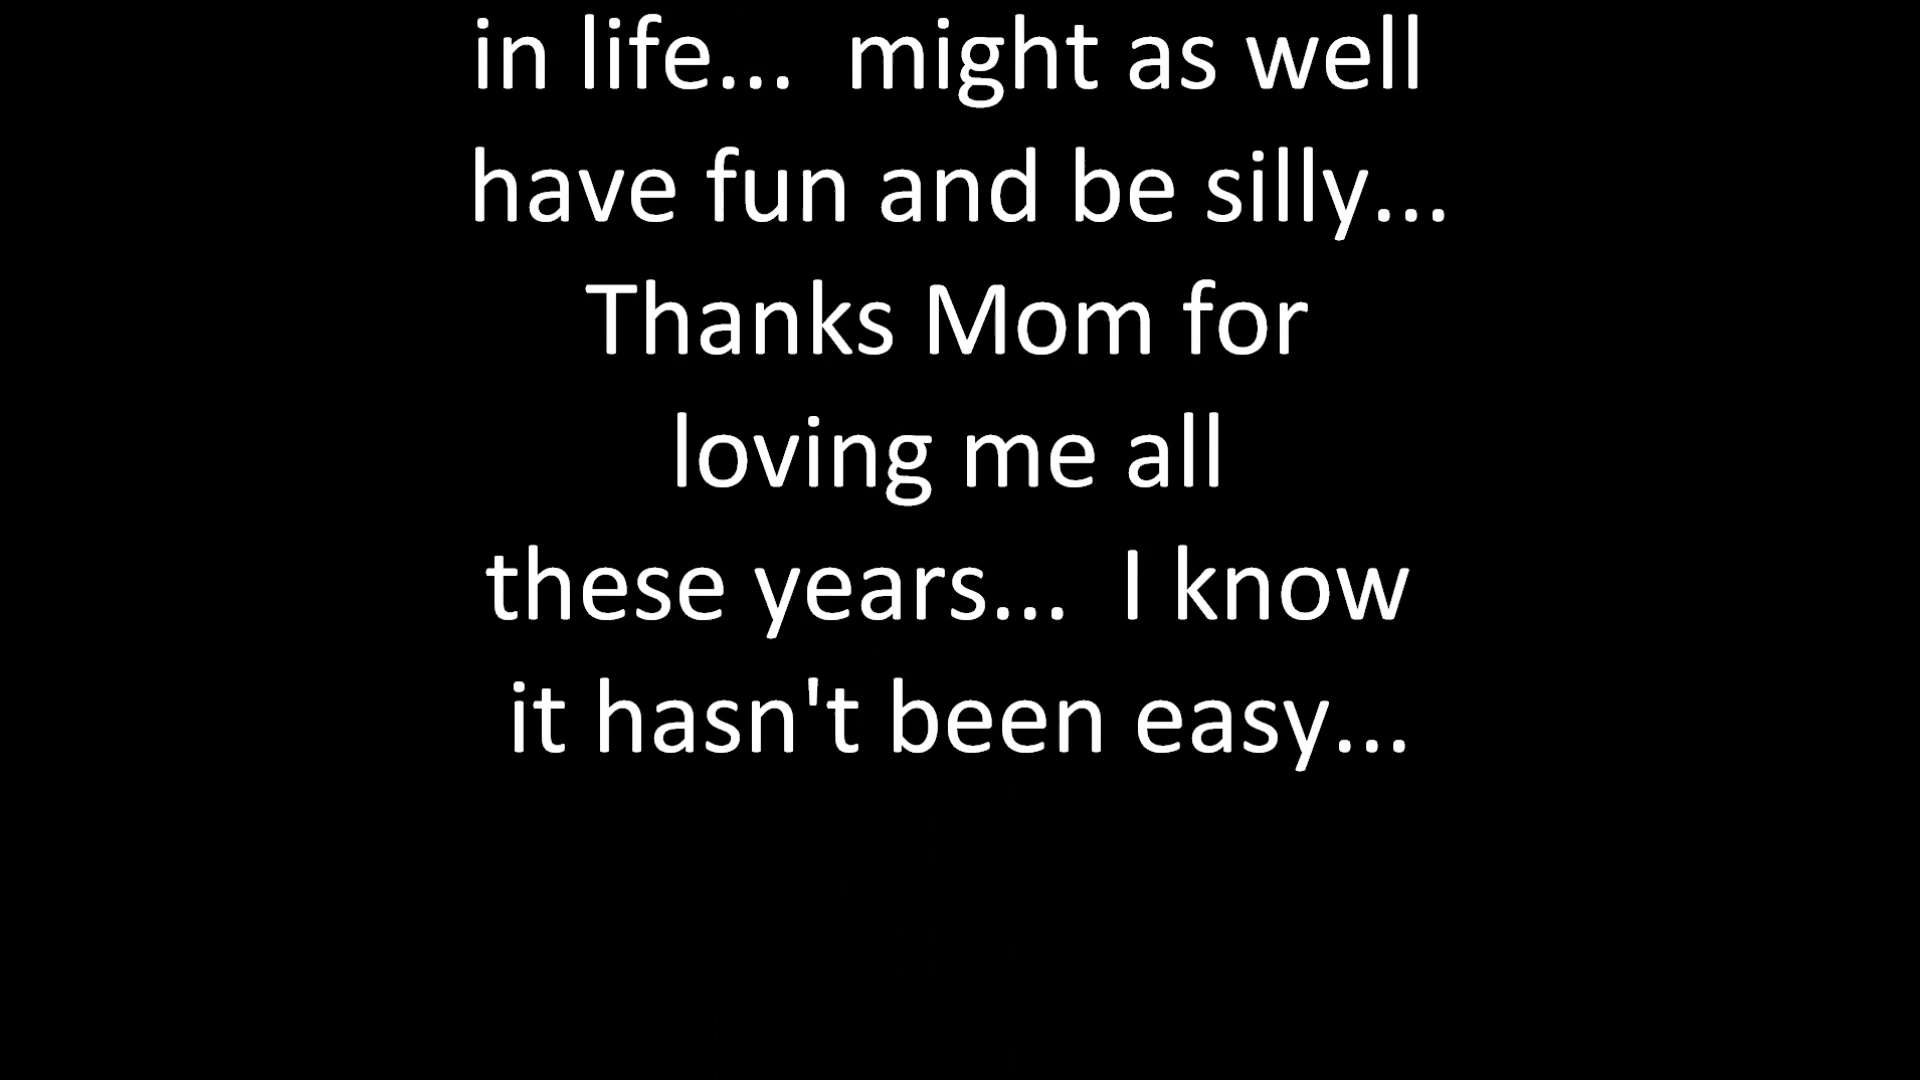 in life...  might as well
have fun and be silly...
Thanks Mom for
loving me all
these years...  I know
it hasn't been easy...